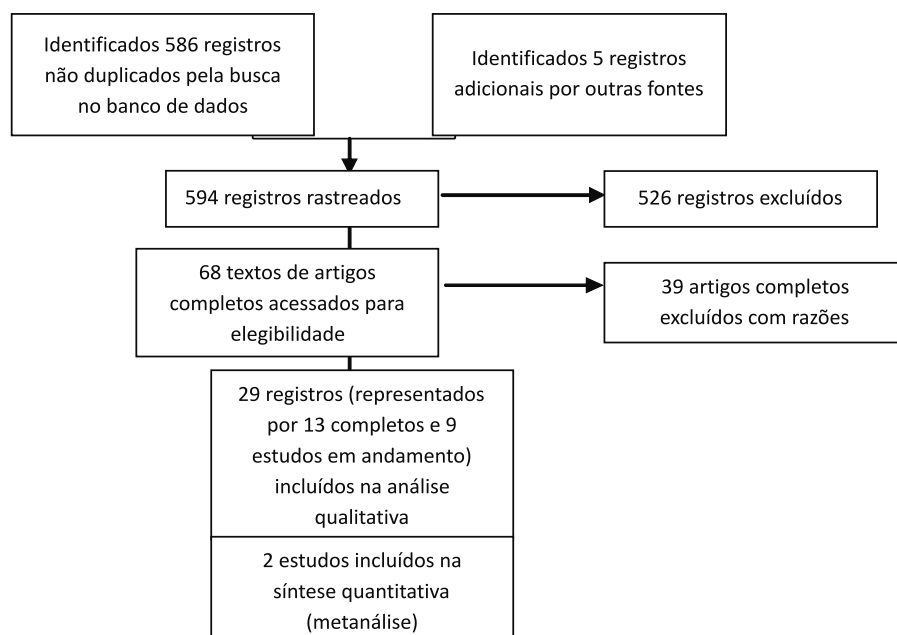 Identificados 586 registros
não duplicados pela busca
no banco de dados
Identificados 5 registros
adicionais por outras fontes
594 registros rastreados
526 registros excluídos
68 textos de artigos
completos acessados para
elegibilidade
39 artigos completos
excluídos com razões
29 registros (representados
por 13 completos e 9
estudos em andamento)
incluídos na análise
qualitativa
2 estudos incluídos na
síntese quantitativa
(metanálise)